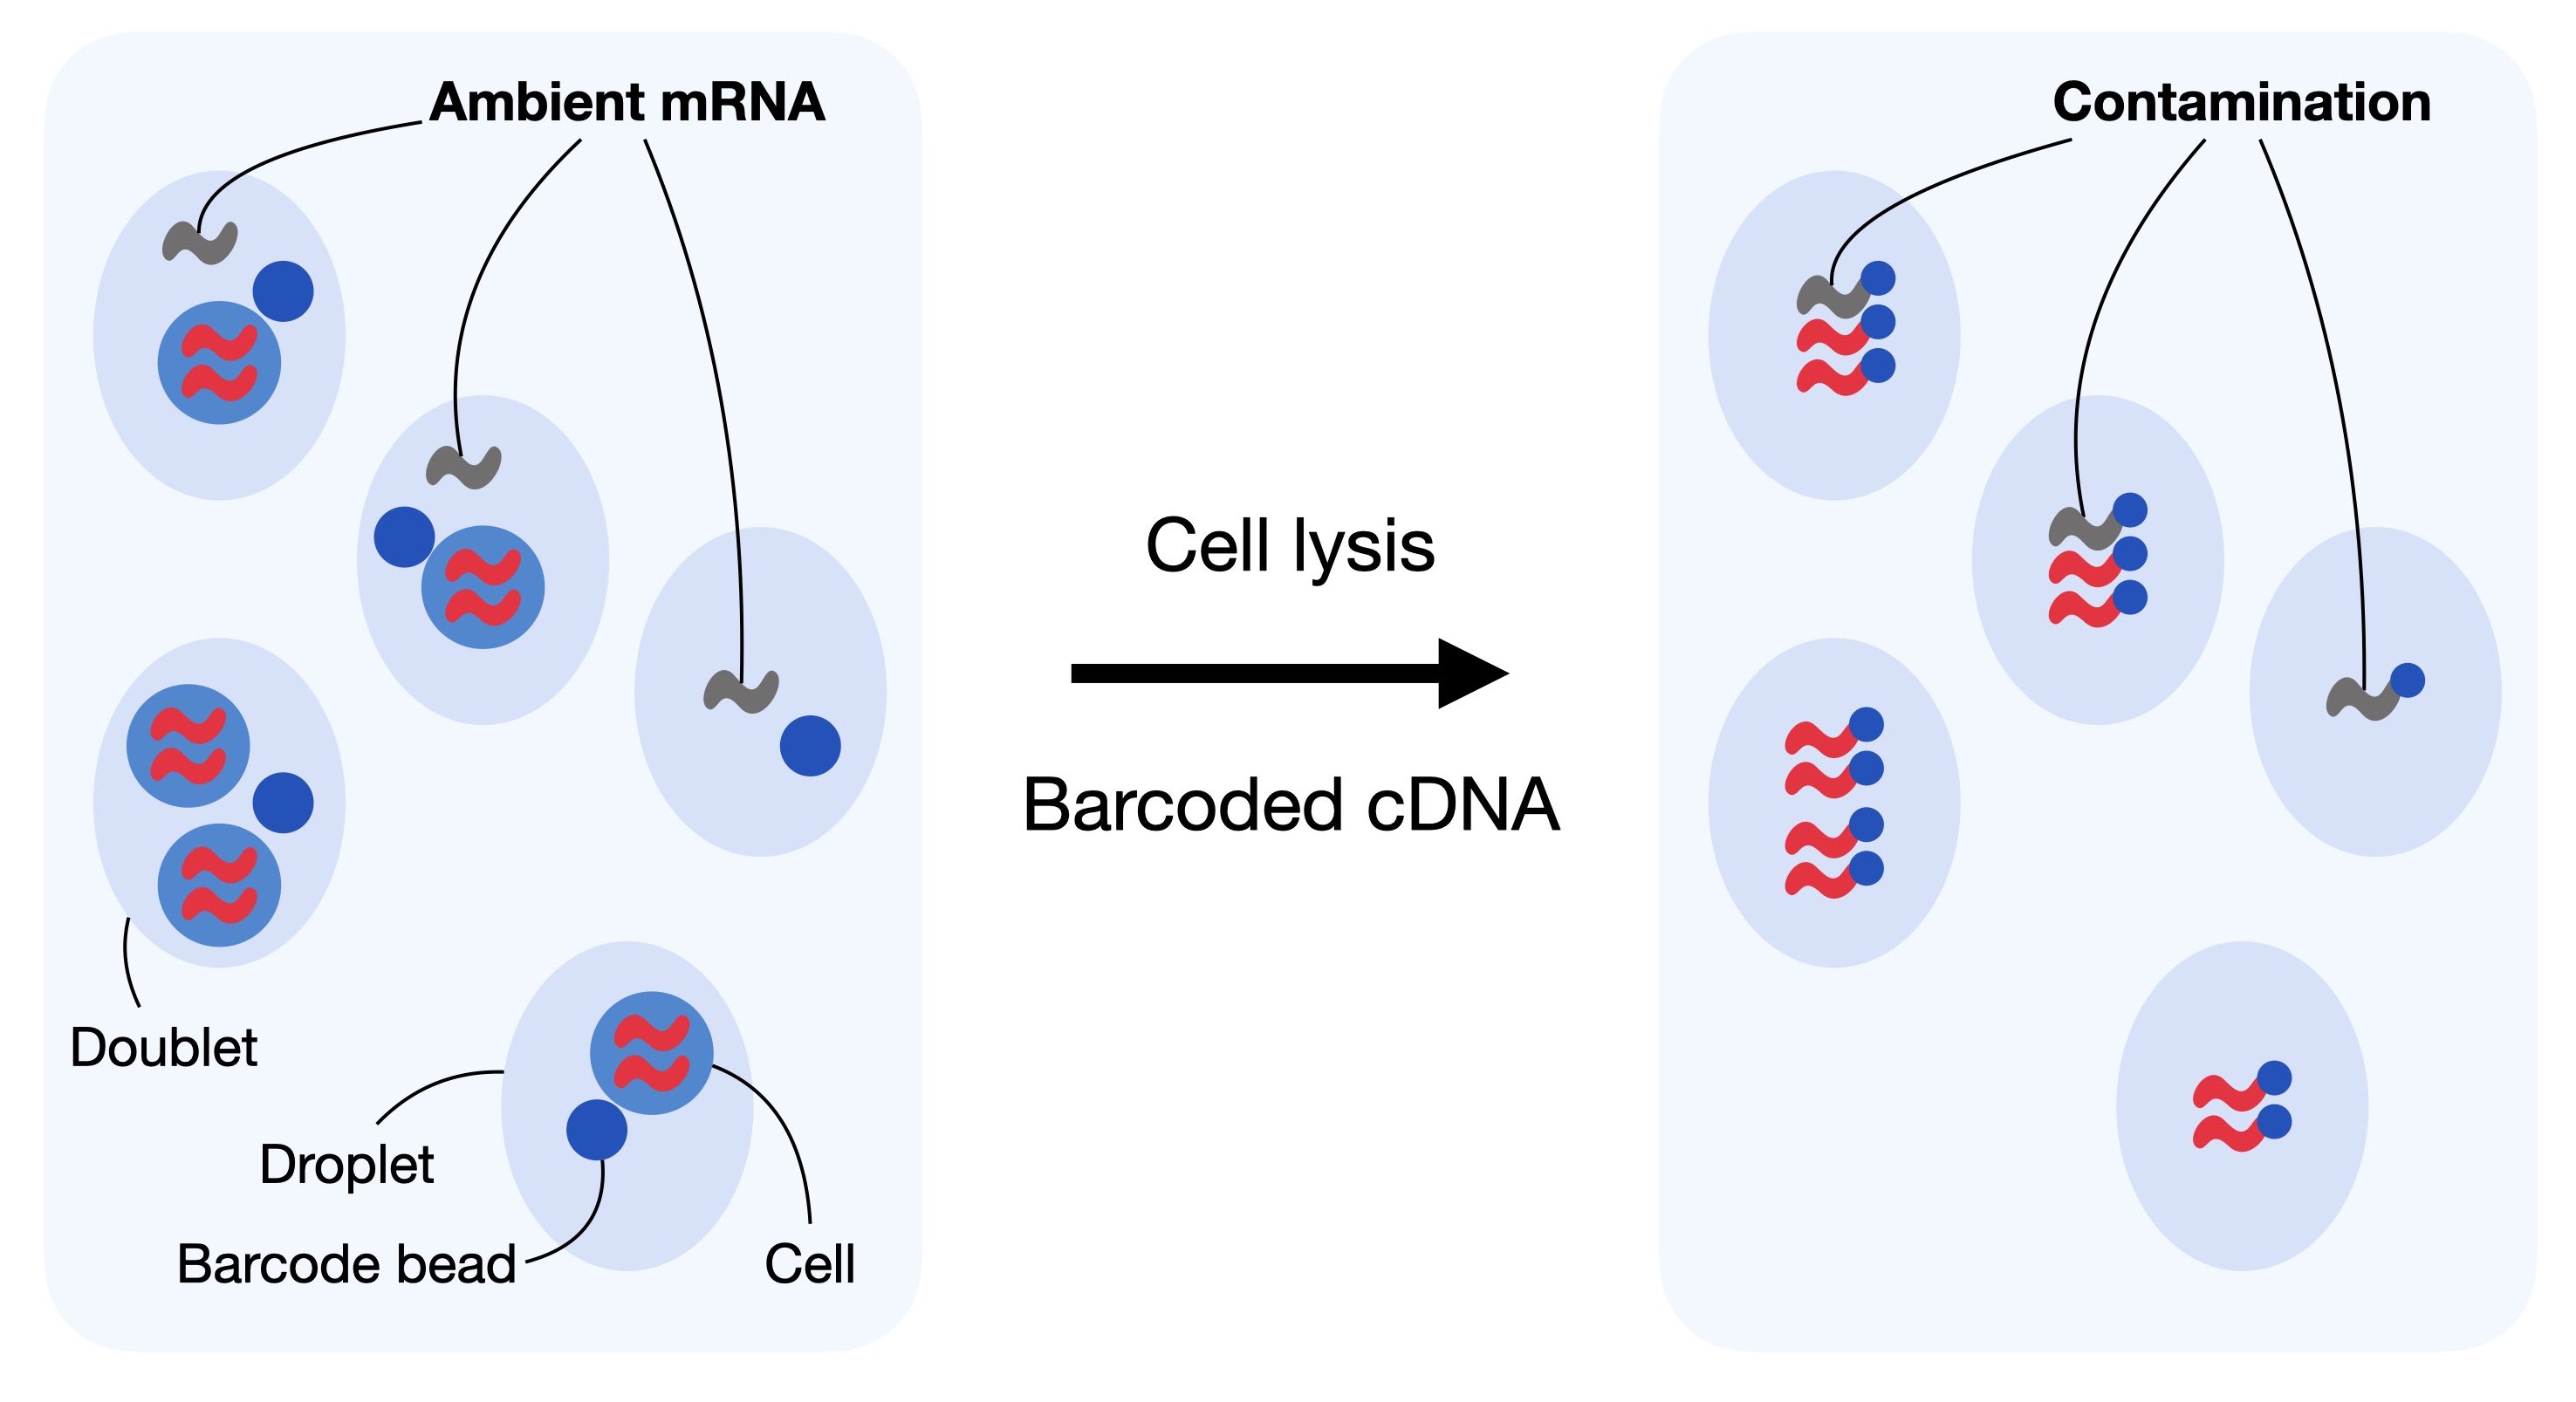 Ambient mRNA
Contamination
Cell lysis
Barcoded cDNA
Doublet
Droplet
Barcode bead
Cell